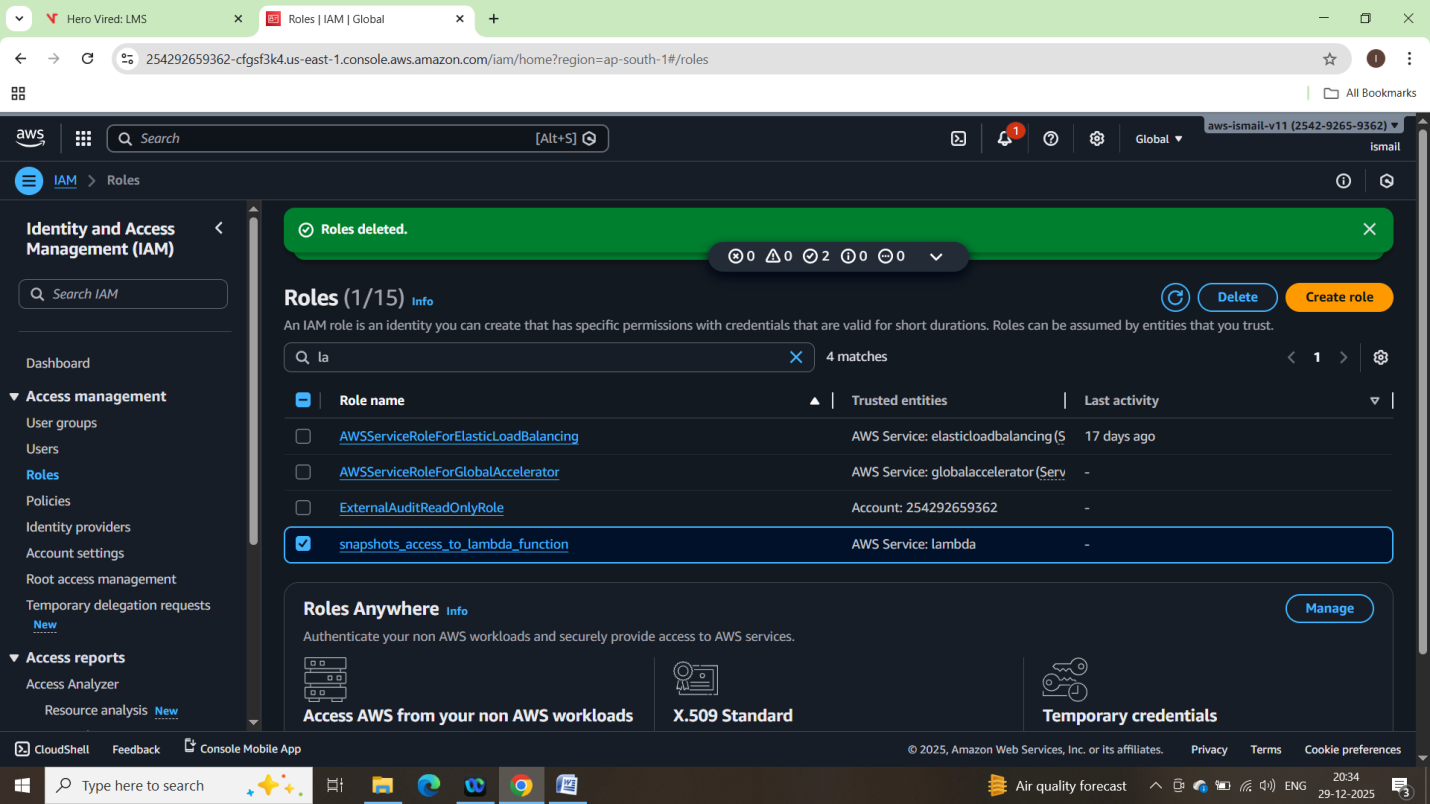 Hero Vired: LMS
Roles | IAM | Global
254292659362-cfgsf3k4.us-east-1.console.aws.amazon.com/iam/home?region=ap-south-1#/roles
I
All Bookmarks
aws
Search
[Alt+S]
1
Global
aws-ismail-v11 (2542-9265-9362)
ismail
IAM
Roles
Identity and Access
Management (IAM)
Search IAM
Dashboard
Access management
User groups
Users
Roles
Policies
Identity providers
Account settings
Root access management
Temporary delegation requests
New
Access reports
Access Analyzer
Resource analysis New
Roles deleted.
0 0 2 0 0
Roles (1/15) Info
Delete
Create role
An IAM role is an identity you can create that has specific permissions with credentials that are valid for short durations. Roles can be assumed by entities that you trust.
la
4 matches
1
Role name Trusted entities Last activity
AWSServiceRoleForElasticLoadBalancing AWS Service: elasticloadbalancing (S 17 days ago
AWSServiceRoleForGlobalAccelerator AWS Service: globalaccelerator (Serv -
ExternalAuditReadOnlyRole Account: 254292659362 -
snapshots_access_to_lambda_function AWS Service: lambda -
Roles Anywhere Info
Manage
Authenticate your non AWS workloads and securely provide access to AWS services.
Access AWS from your non AWS workloads
X.509 Standard
Temporary credentials
CloudShell Feedback Console Mobile App
© 2025, Amazon Web Services, Inc. or its affiliates. Privacy Terms Cookie preferences
Type here to search
Air quality forecast
ENG
20:34
29-12-2025
3